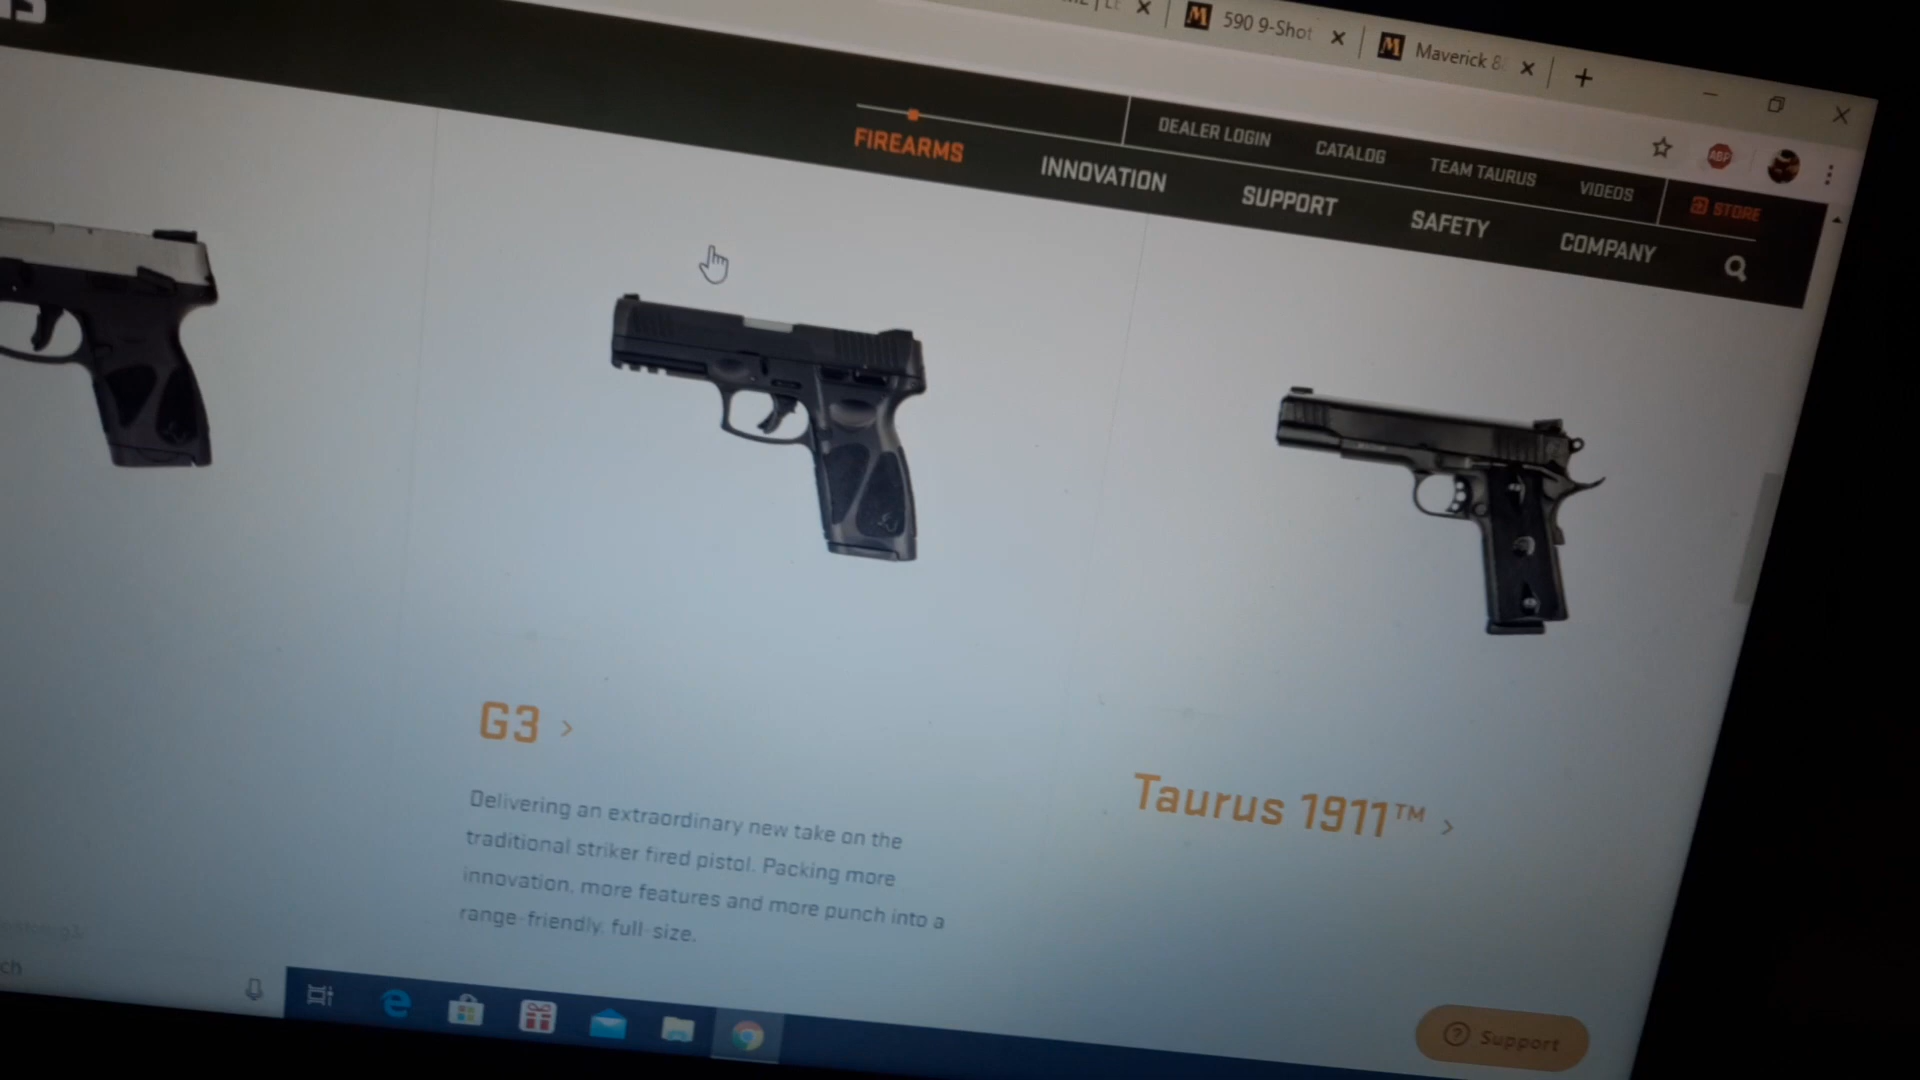 590 9-Shot
Maverick 8
DEALER LOGIN
CATALOG
TEAM TAURUS
VIDEOS
STORE
FIREARMS
INNOVATION
SUPPORT
SAFETY
COMPANY
ABP
G3 >
Delivering an extraordinary new take on the
traditional striker fired pistol. Packing more
innovation, more features and more punch into a
range-friendly, full-size.
Taurus 1911™ >
Support